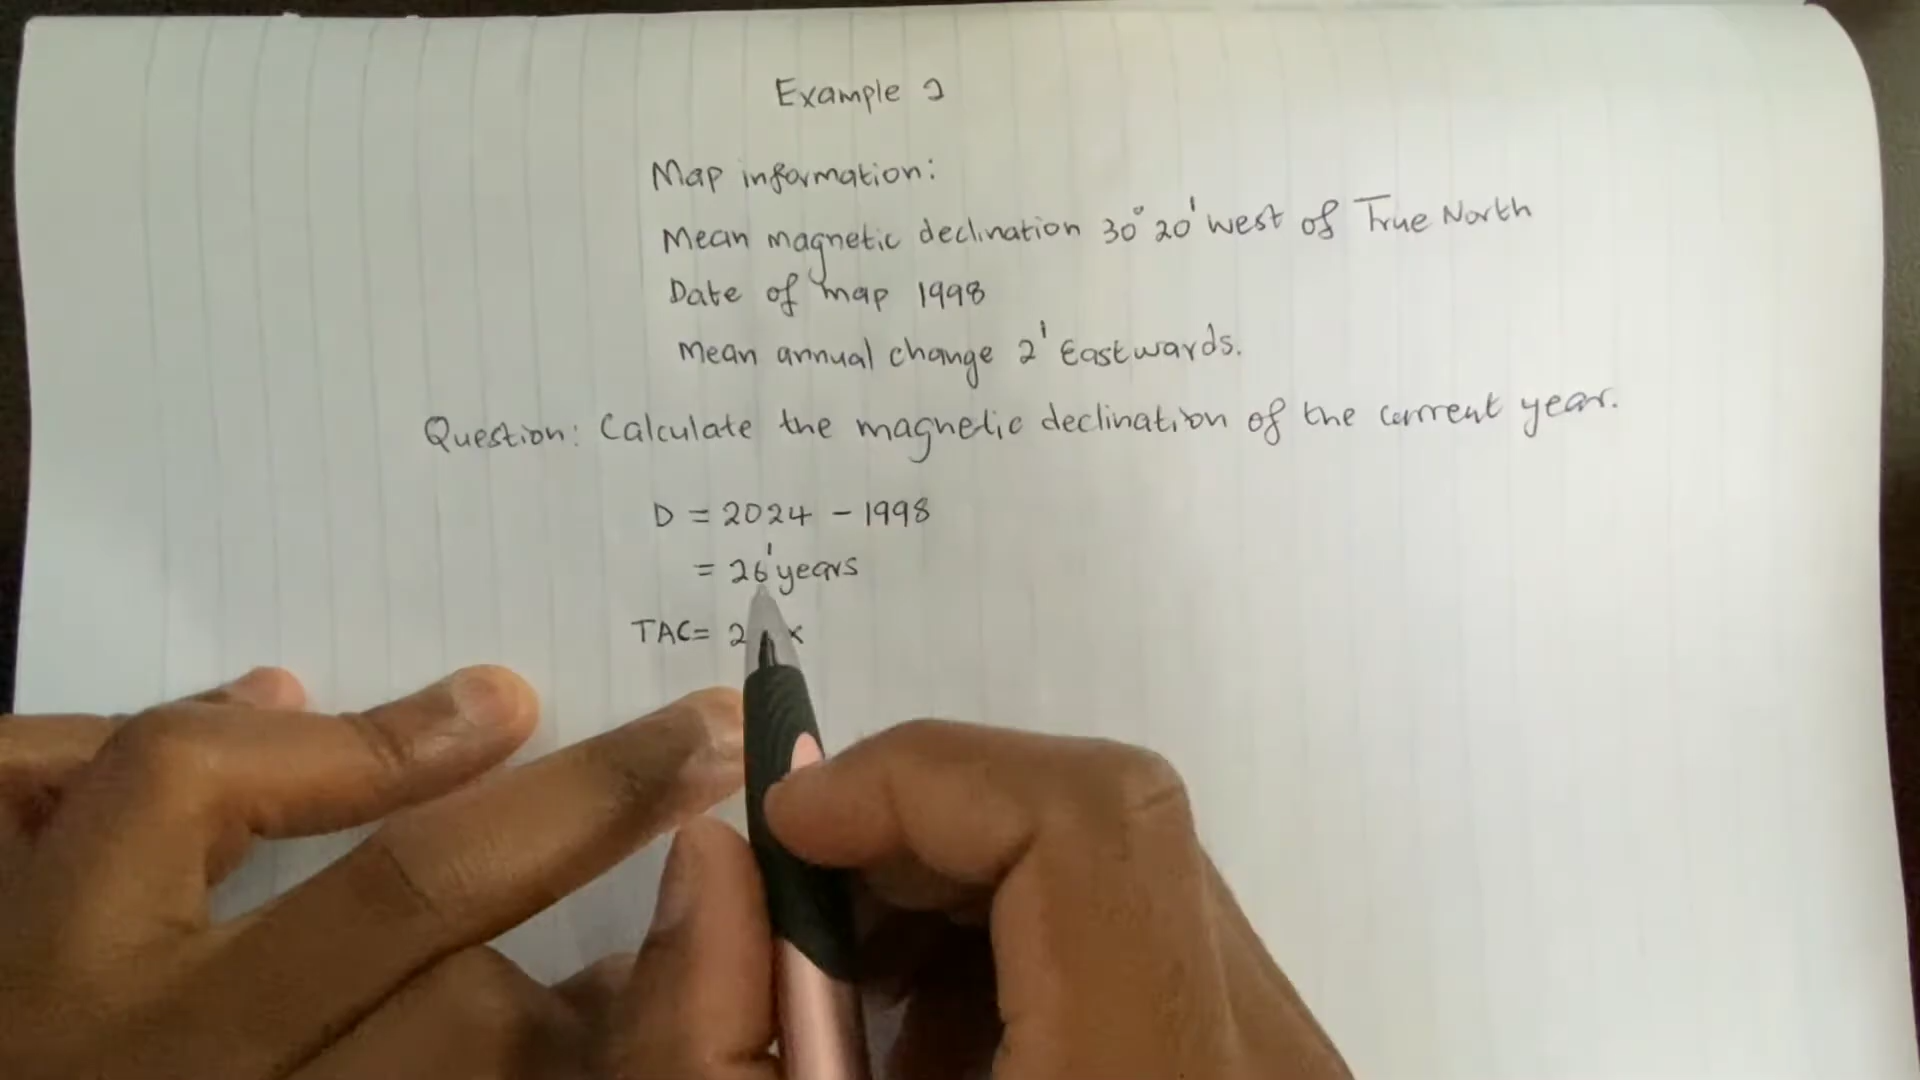 Example 2
Map information:
Mean magnetic declination 30° 20' west of True North
Date of map 1998
Mean annual change 2' Eastwards.
Question: Calculate the magnetic declination of the current year.
D = 2024 - 1998
= 26' years
TAC= 2 x